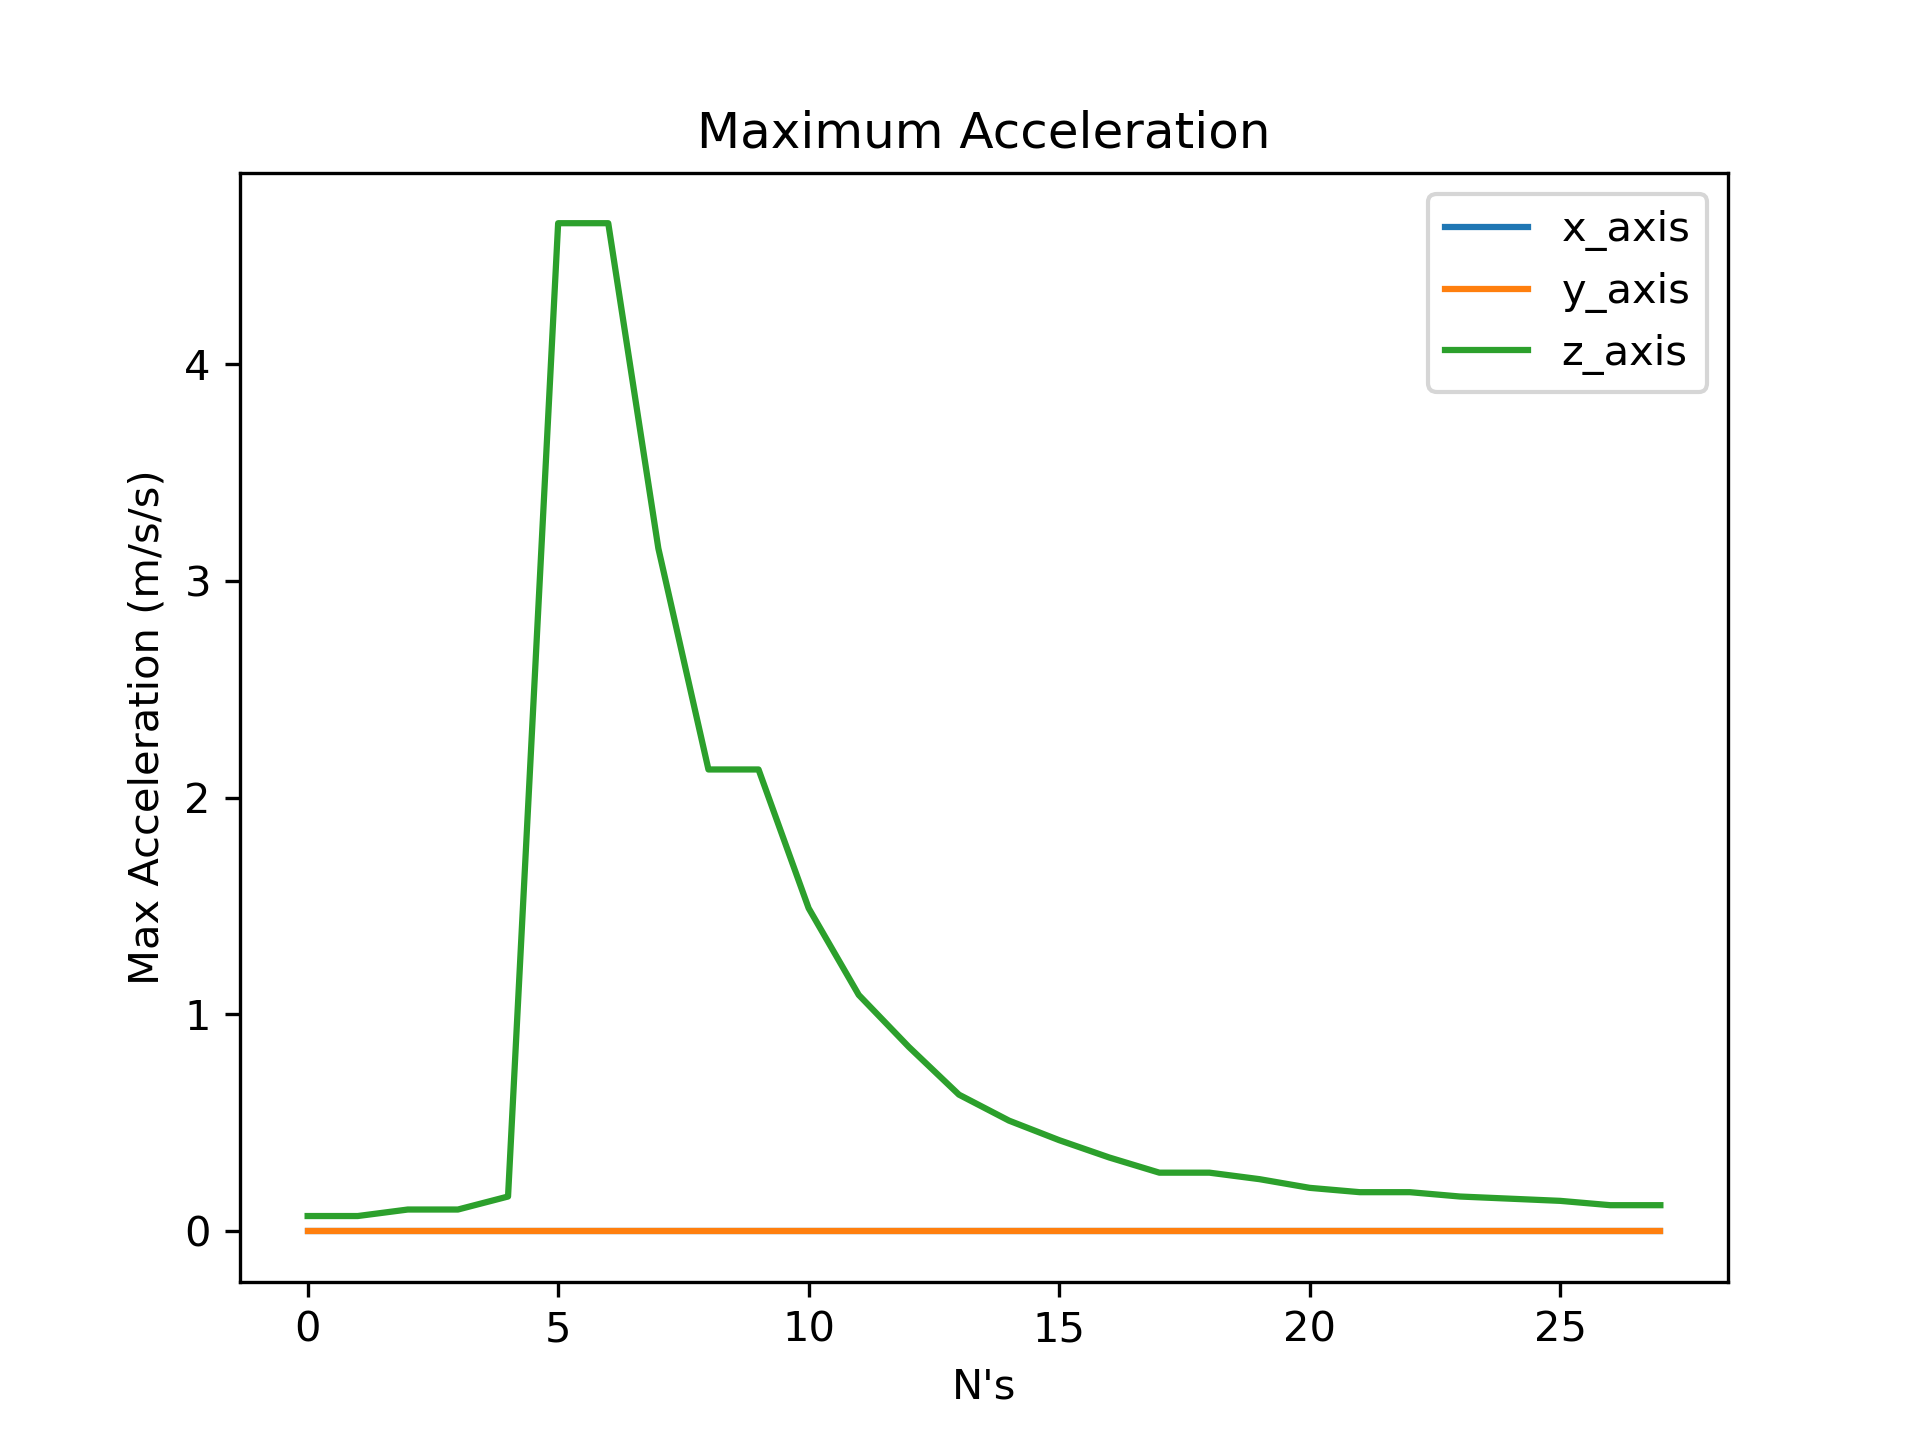 Maximum Acceleration
x_axis
y_axis
z_axis
Max Acceleration (m/s/s)
4
3
2
1
0
0 5 10 15 20 25
N's